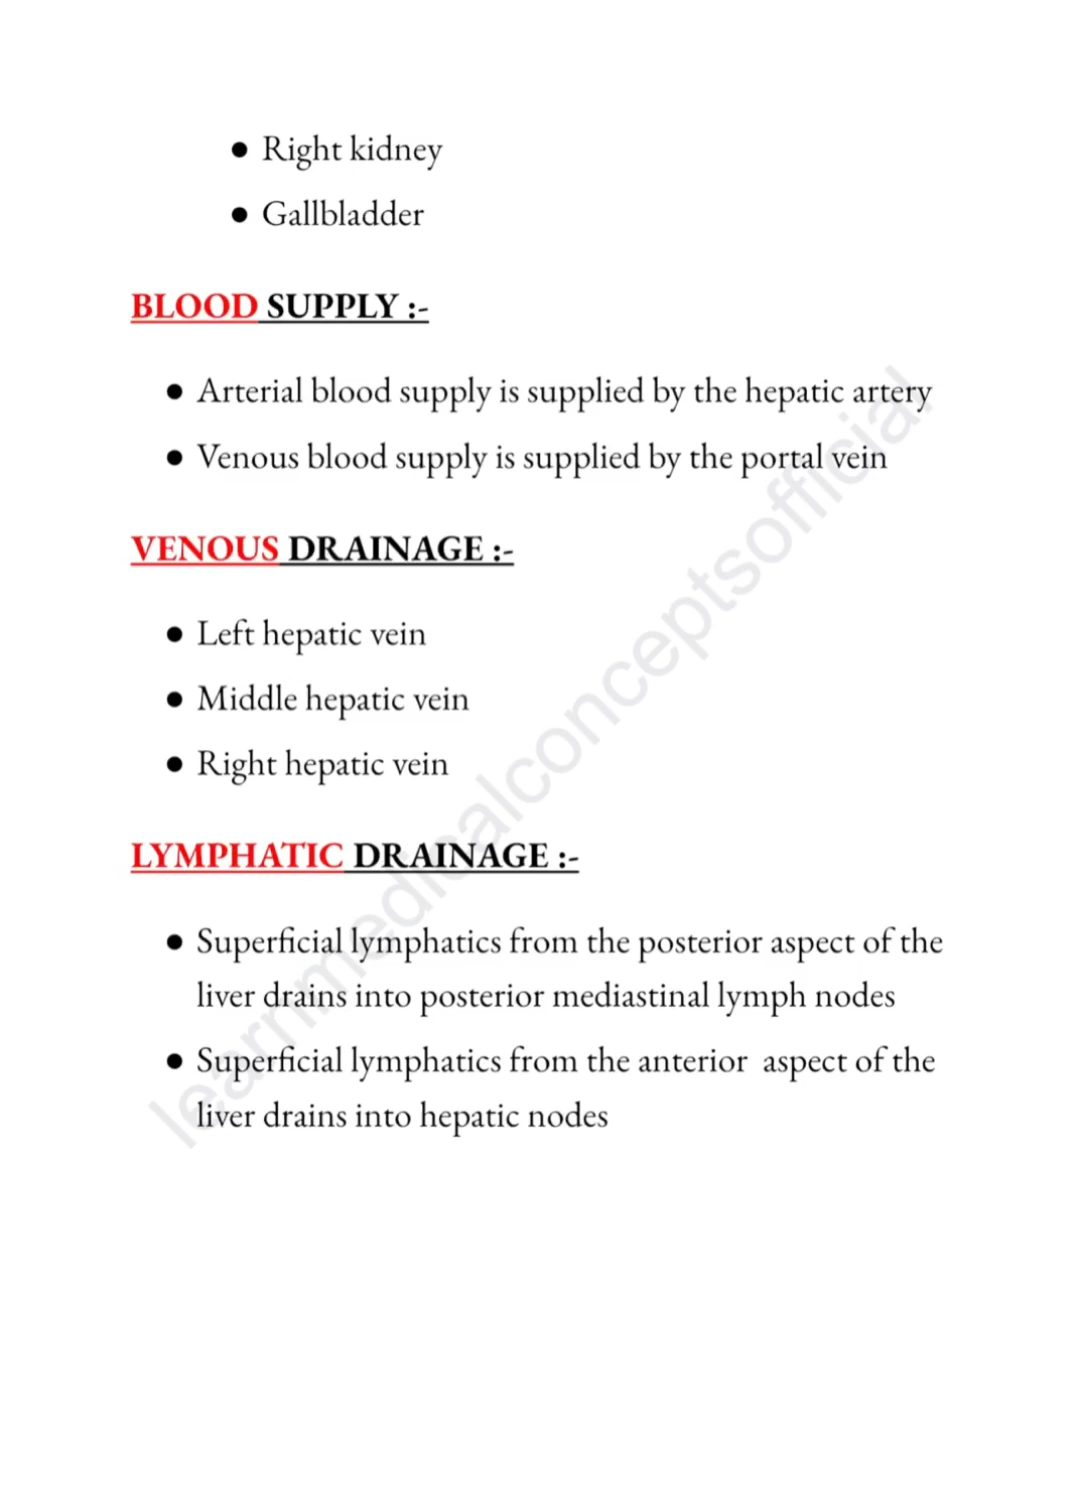 ● Right kidney
● Gallbladder
BLOOD SUPPLY :-
● Arterial blood supply is supplied by the hepatic artery
● Venous blood supply is supplied by the portal vein
VENOUS DRAINAGE :-
● Left hepatic vein
● Middle hepatic vein
● Right hepatic vein
LYMPHATIC DRAINAGE :-
● Superficial lymphatics from the posterior aspect of the
liver drains into posterior mediastinal lymph nodes
● Superficial lymphatics from the anterior  aspect of the
liver drains into hepatic nodes
learnmedicalconceptsofficial